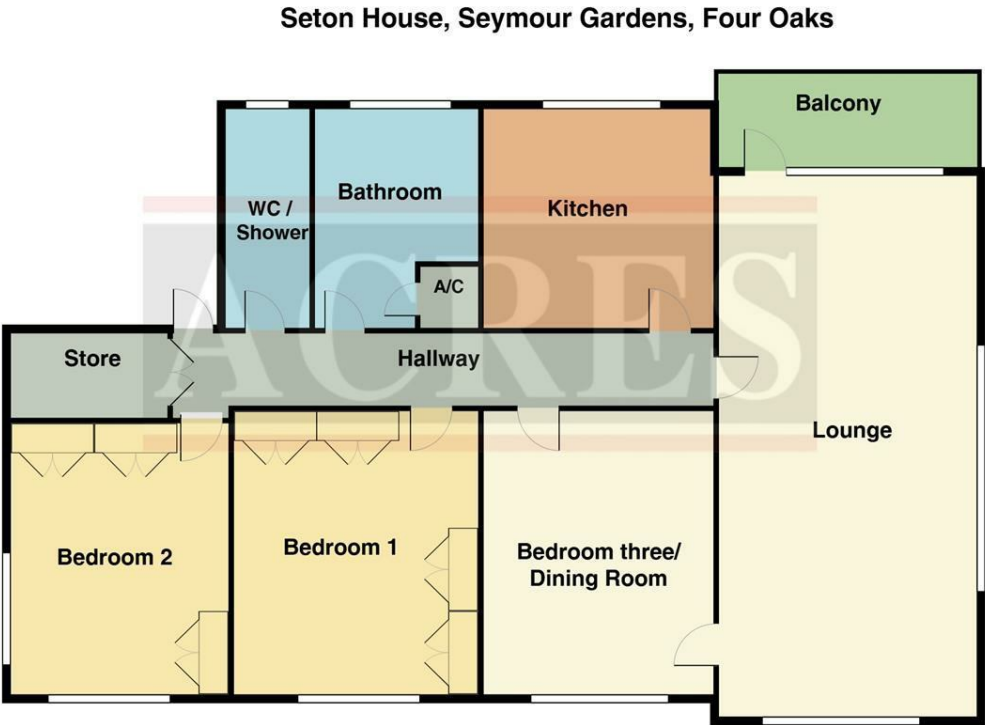 Seton House, Seymour Gardens, Four Oaks
Balcony
WC /
Shower
Bathroom
Kitchen
A/C
ACRES
Store
Hallway
Lounge
Bedroom 2
Bedroom 1
Bedroom three/
Dining Room